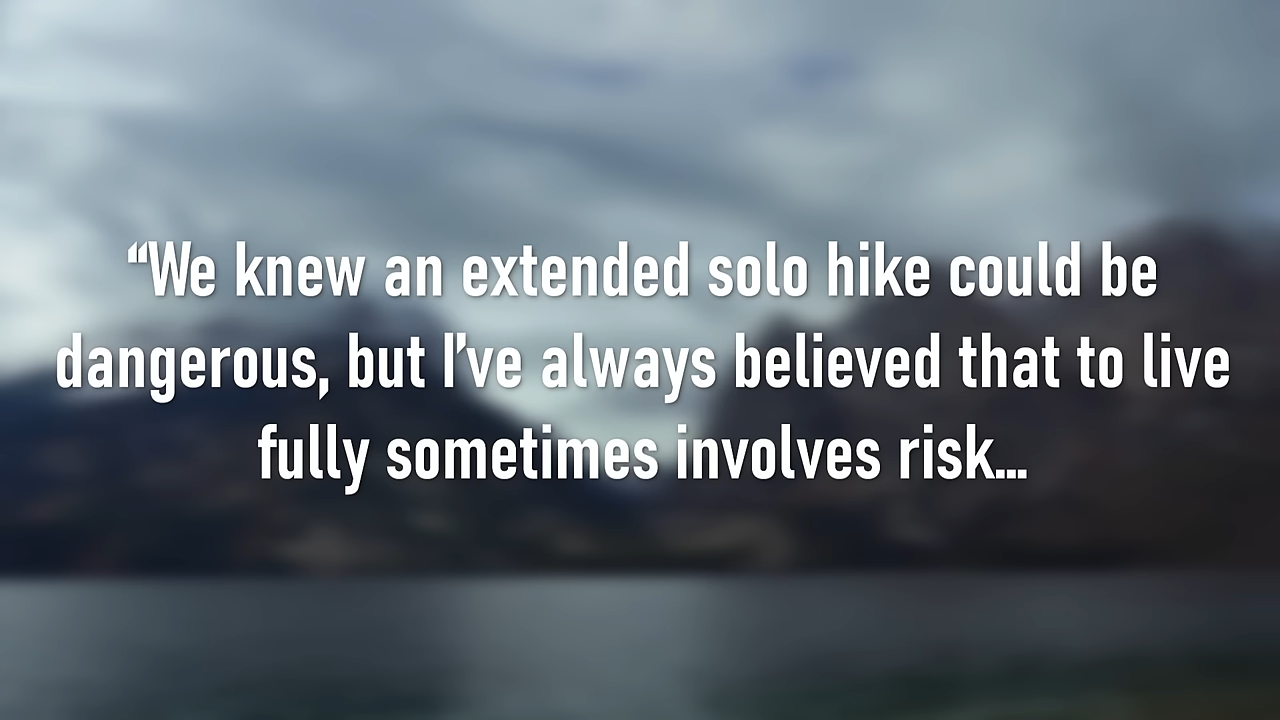 “We knew an extended solo hike could be
dangerous, but I’ve always believed that to live
fully sometimes involves risk...